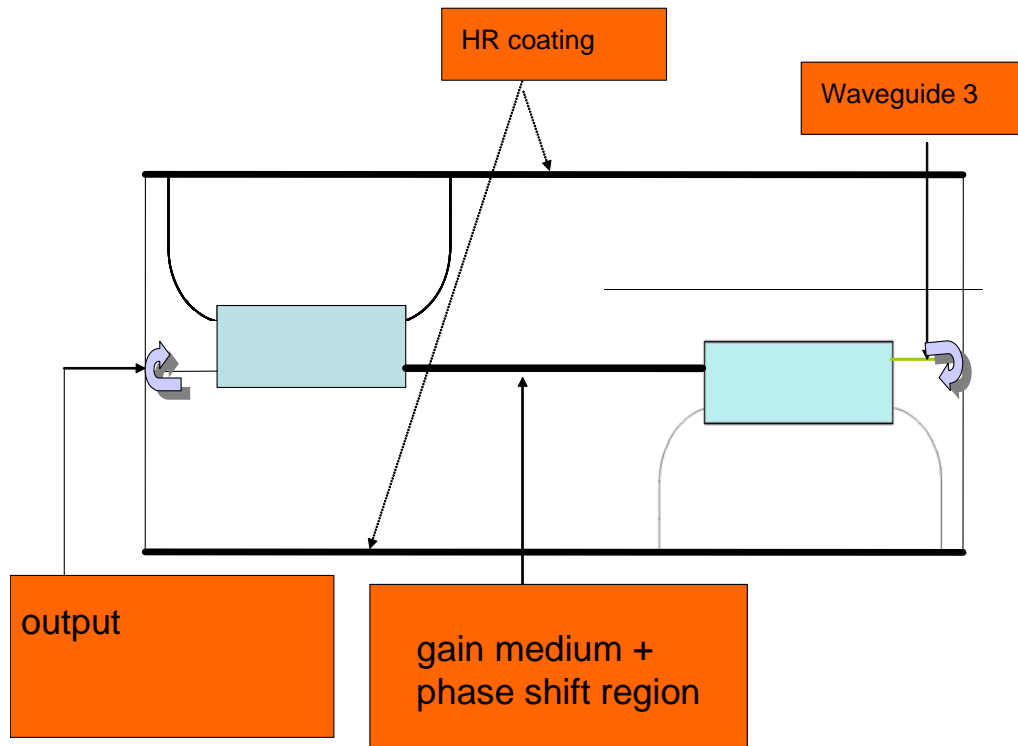 HR coating
Waveguide 3
output
gain medium +
phase shift region